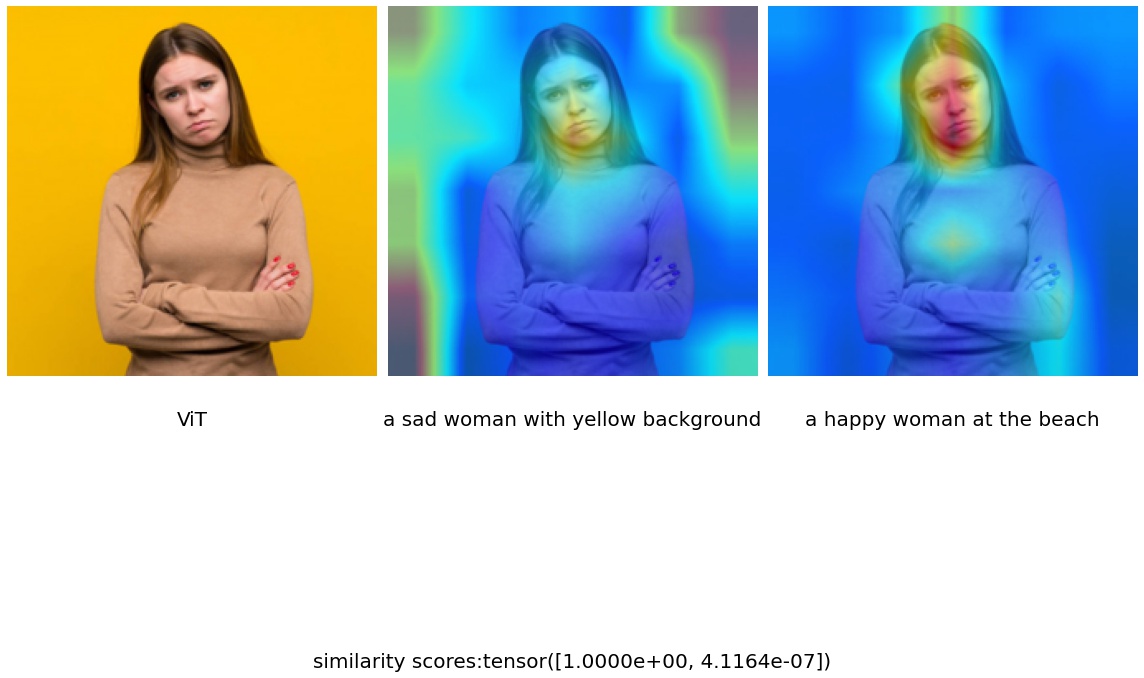 ViT
a sad woman with yellow background
a happy woman at the beach
similarity scores:tensor([1.0000e+00, 4.1164e-07])